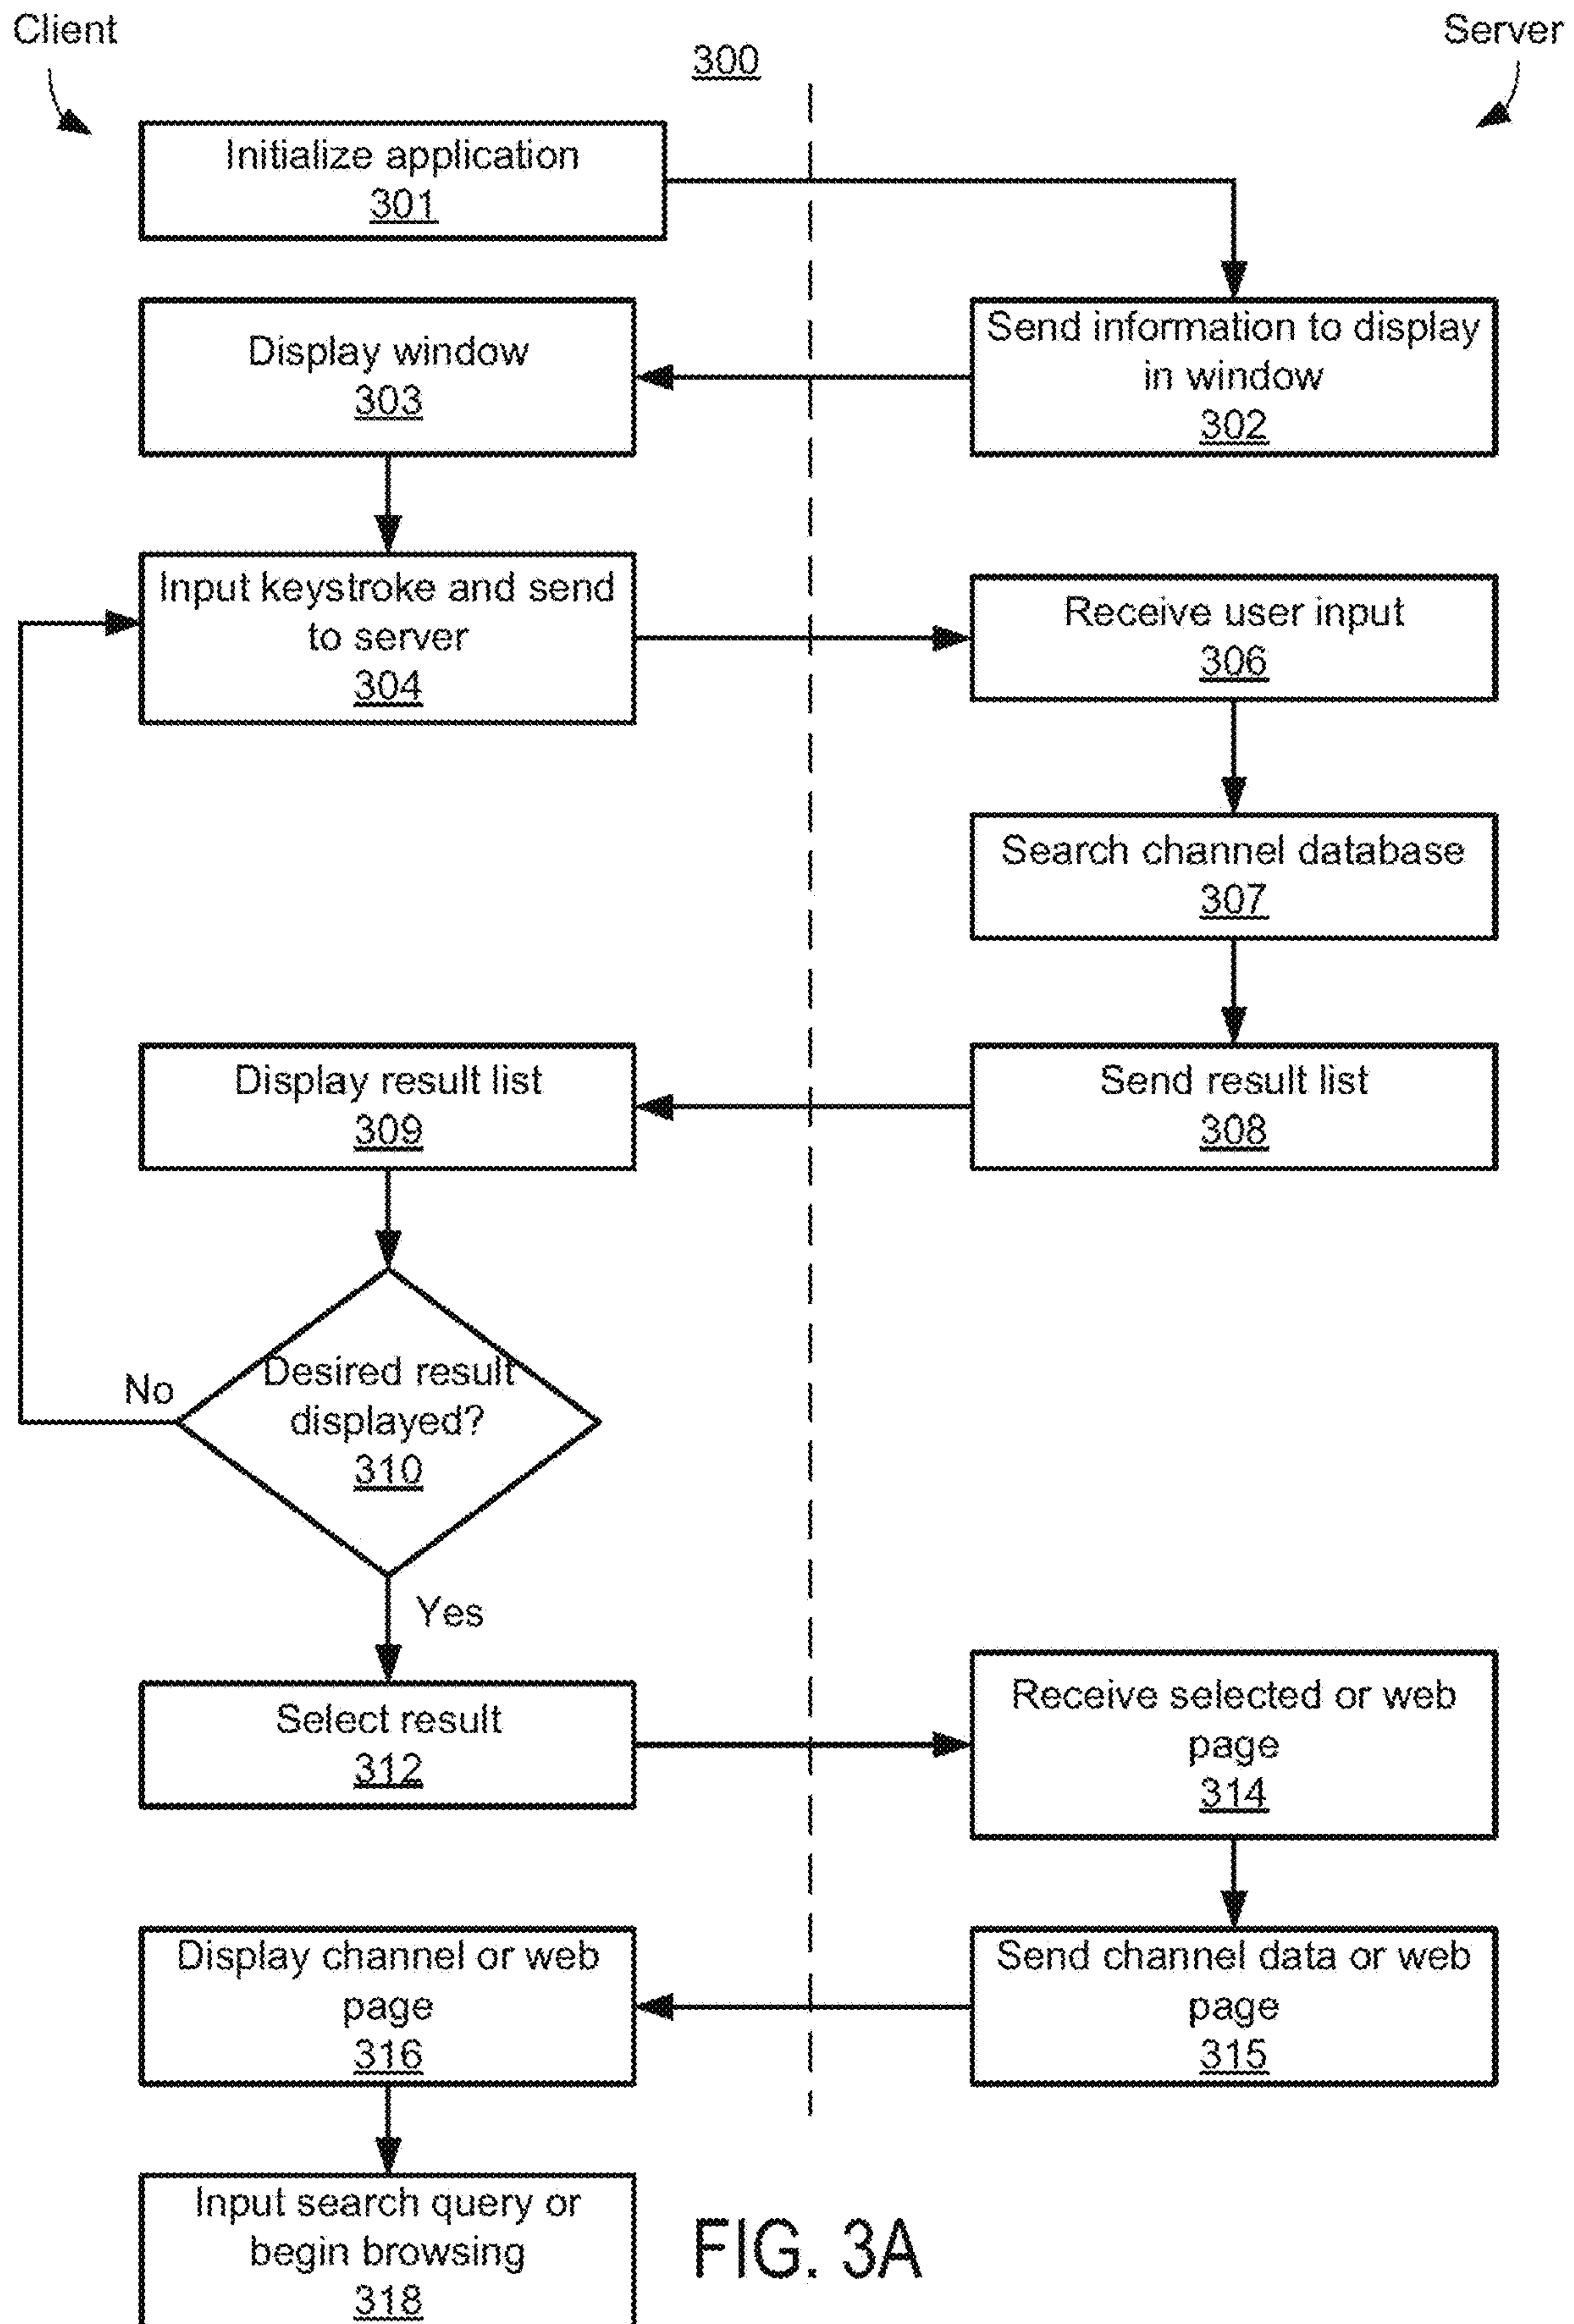 Client
Server
300
Initialize application
301
Send information to display
in window
302
Display window
303
Input keystroke and send
to server
304
Receive user input
306
Search channel database
307
Send result list
308
Display result list
309
Desired result
displayed?
310
No
Yes
Select result
312
Receive selected or web
page
314
Send channel data or web
page
315
Display channel or web
page
316
Input search query or
begin browsing
318
FIG. 3A